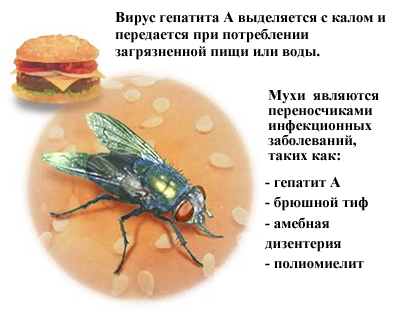 Вирус гепатита А выделяется с калом и
передается при потреблении
загрязненной пищи или воды.
Мухи являются
переносчиками
инфекционных
заболеваний,
таких как:
- гепатит А
- брюшной тиф
- амебная
дизентерия
- полиомиелит